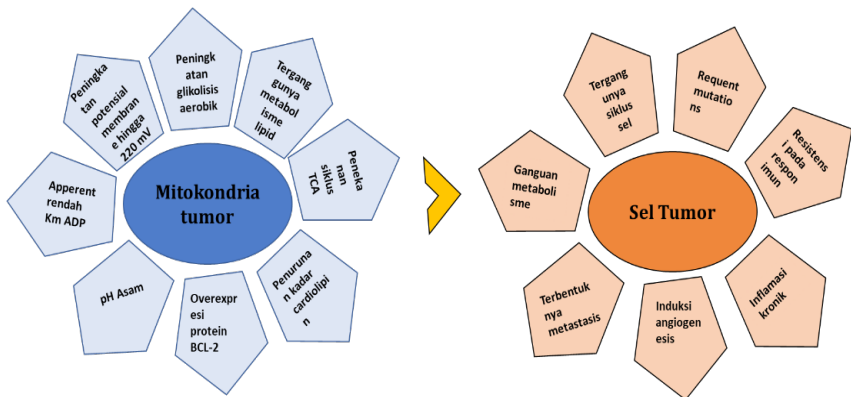 Peningka
tan
potensial
membran
e hingga
220 mV
Peningk
atan
glikolisis
aerobik
Tergang
gunya
metabol
isme
lipid
Peneka
nan
siklus
TCA
Penuruna
n kadar
cardiolipi
n
Overexpr
esi
protein
BCL-2
pH Asam
Apperent
rendah
Km ADP
Mitokondria
tumor
Tergang
unya
siklus
sel
Requent
mutatio
ns
Resistens
I pada
respon
imun
Inflamasi
kronik
Induksi
angiogen
esis
Terbentuk
nya
metastasis
Ganguan
metaboli
sme
Sel Tumor